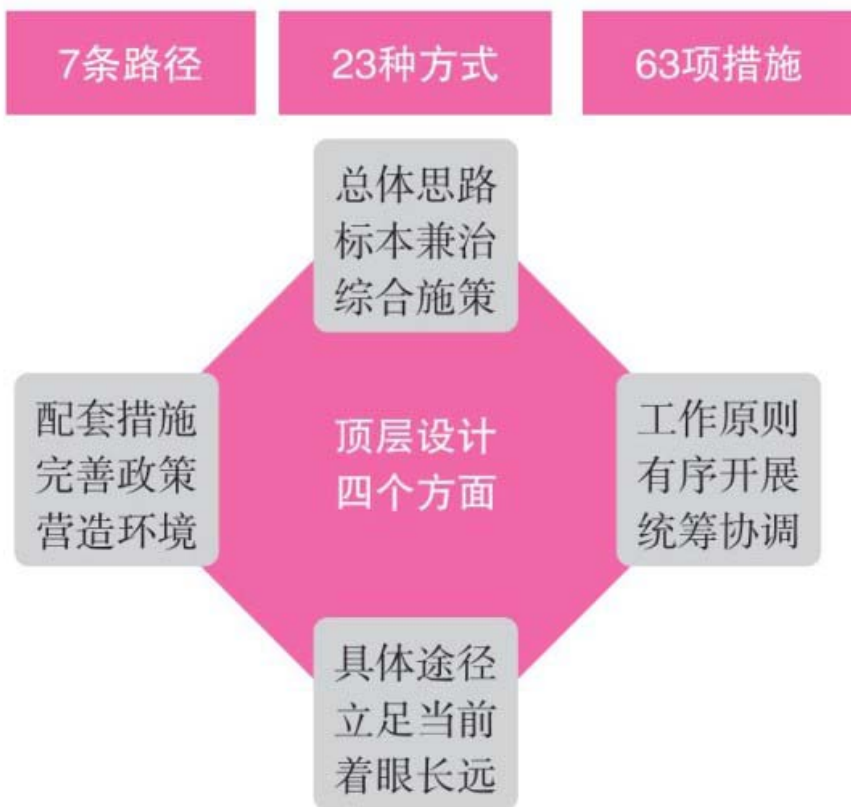 7条路径
23种方式
63项措施
总体思路
标本兼治
综合施策
配套措施
完善政策
营造环境
顶层设计
四个方面
工作原则
有序开展
统筹协调
具体途径
立足当前
着眼长远